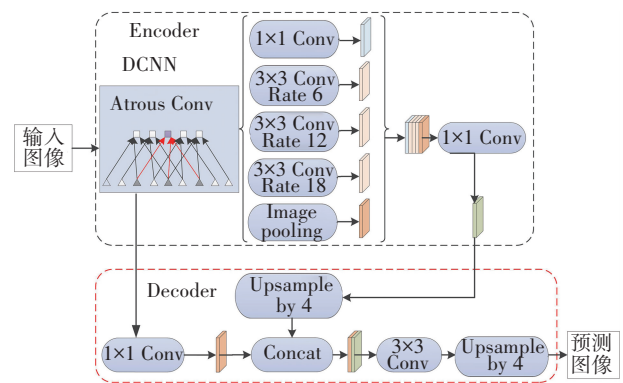 Encoder
DCNN
Atrous Conv
输入
图像
1×1 Conv
3×3 Conv
Rate 6
3×3 Conv
Rate 12
3×3 Conv
Rate 18
Image
pooling
1×1 Conv
Decoder
Upsample
by 4
1×1 Conv
Concat
3×3
Conv
Upsample
by 4
预测
图像